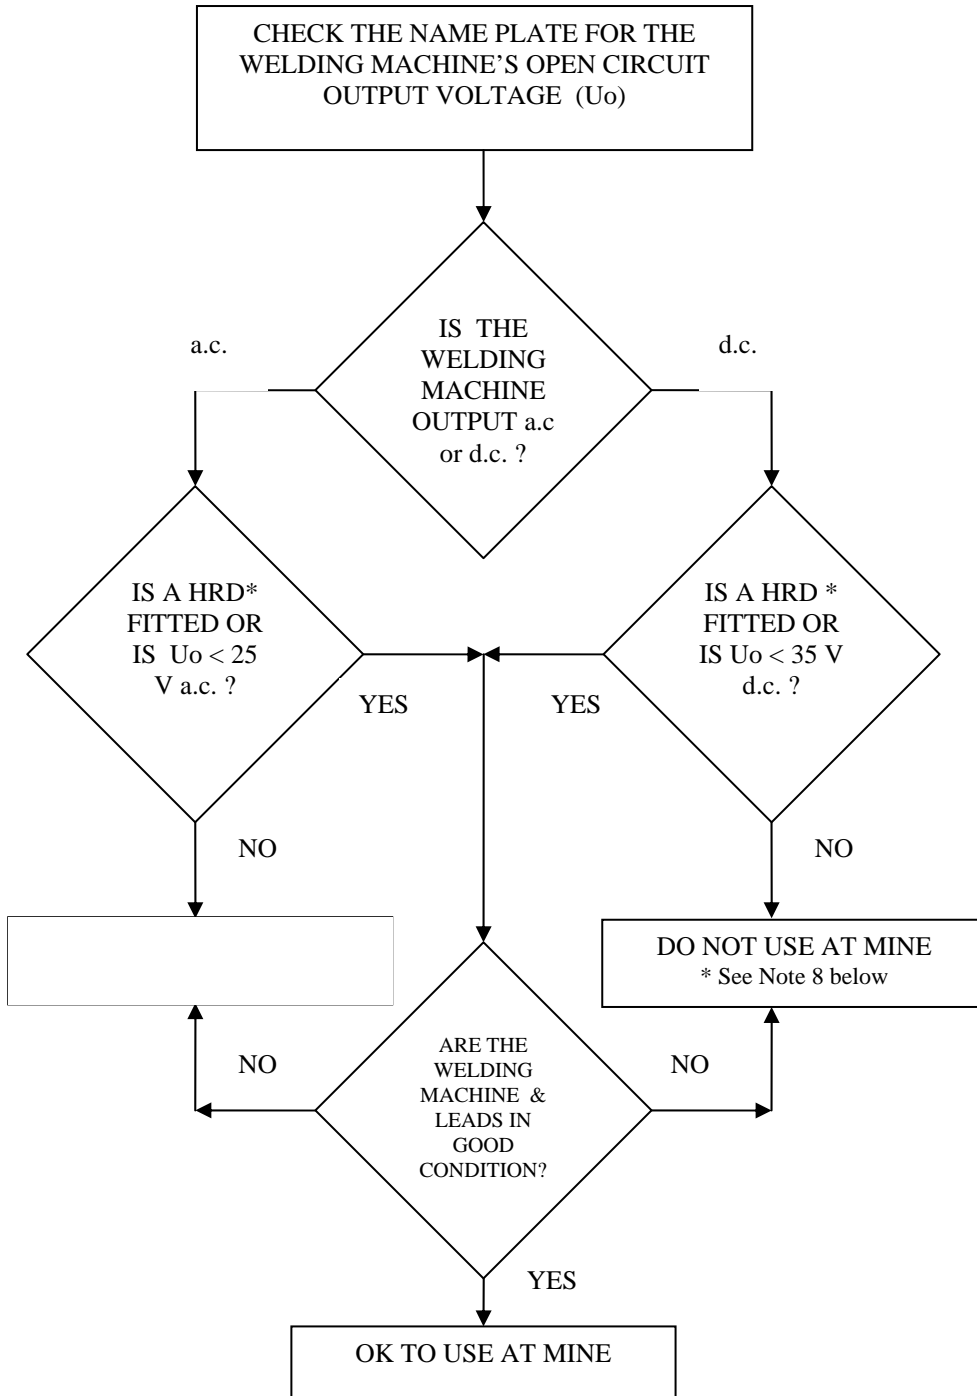 CHECK THE NAME PLATE FOR THE
WELDING MACHINE’S OPEN CIRCUIT
OUTPUT VOLTAGE (Uo)
IS THE
WELDING
MACHINE
OUTPUT a.c
or d.c. ?
a.c.
d.c.
IS A HRD*
FITTED OR
IS Uo < 25
V a.c. ?
YES
NO
IS A HRD *
FITTED OR
IS Uo < 35 V
d.c. ?
YES
NO
DO NOT USE AT MINE
* See Note 8 below
ARE THE
WELDING
MACHINE &
LEADS IN
GOOD
CONDITION?
NO
NO
YES
OK TO USE AT MINE